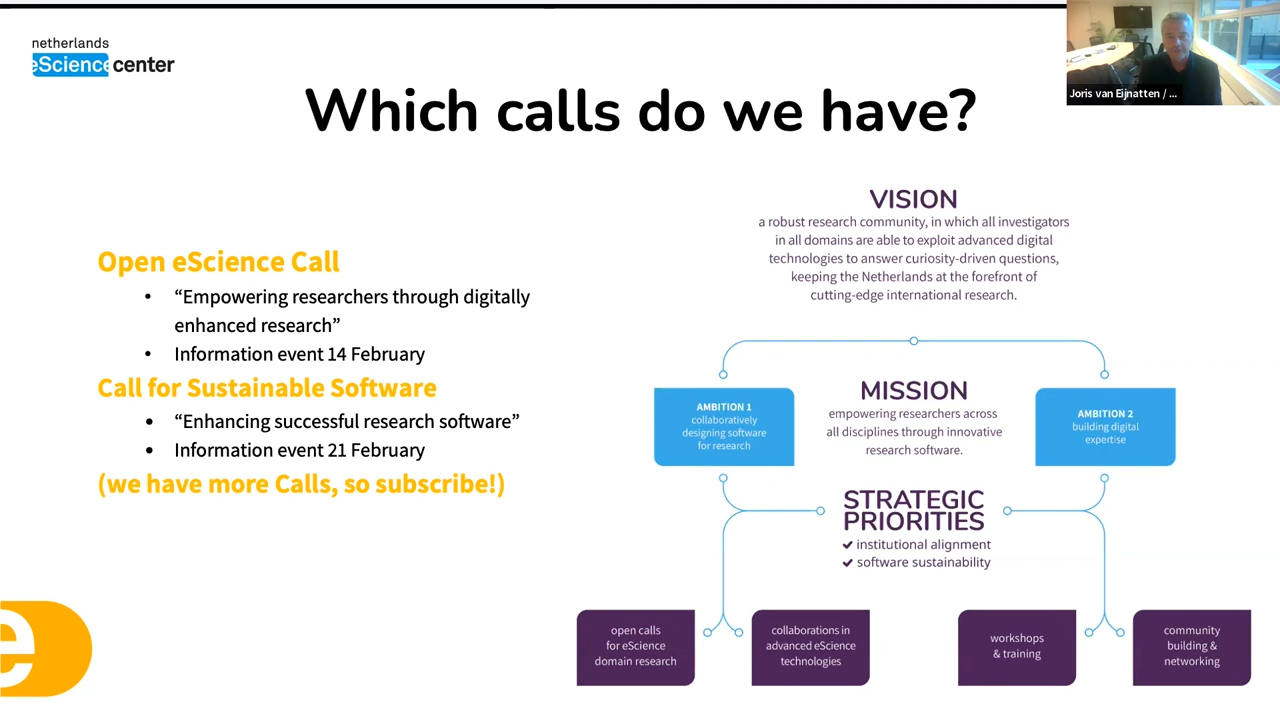 netherlands
eScience center
Joris van Eijnatten / ...
Which calls do we have?
Open eScience Call
• “Empowering researchers through digitally
enhanced research”
• Information event 14 February
Call for Sustainable Software
• “Enhancing successful research software”
• Information event 21 February
(we have more Calls, so subscribe!)
e
VISION
a robust research community, in which all investigators
in all domains are able to exploit advanced digital
technologies to answer curiosity-driven questions,
keeping the Netherlands at the forefront of
cutting-edge international research.
AMBITION 1
collaboratively
designing software
for research
MISSION
empowering researchers across
all disciplines through innovative
research software.
AMBITION 2
building digital
expertise
STRATEGIC
PRIORITIES
✔ institutional alignment
✔ software sustainability
open calls
for eScience
domain research
collaborations in
advanced eScience
technologies
workshops
& training
community
building &
networking